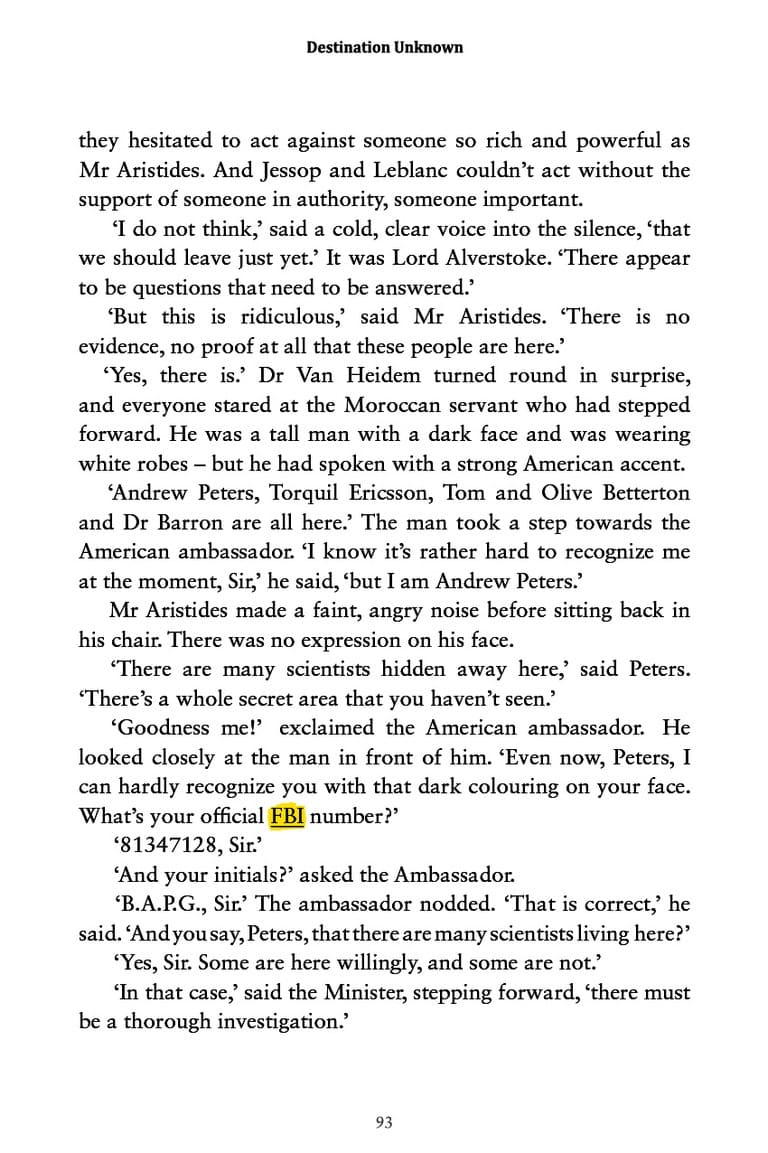 Destination Unknown
they hesitated to act against someone so rich and powerful as
Mr Aristides. And Jessop and Leblanc couldn’t act without the
support of someone in authority, someone important.
‘I do not think,’ said a cold, clear voice into the silence, ‘that
we should leave just yet.’ It was Lord Alverstoke. ‘There appear
to be questions that need to be answered.’
‘But this is ridiculous,’ said Mr Aristides. ‘There is no
evidence, no proof at all that these people are here.’
‘Yes, there is.’ Dr Van Heidem turned round in surprise,
and everyone stared at the Moroccan servant who had stepped
forward. He was a tall man with a dark face and was wearing
white robes – but he had spoken with a strong American accent.
‘Andrew Peters, Torquil Ericsson, Tom and Olive Betterton
and Dr Barron are all here.’ The man took a step towards the
American ambassador. ‘I know it’s rather hard to recognize me
at the moment, Sir,’ he said, ‘but I am Andrew Peters.’
Mr Aristides made a faint, angry noise before sitting back in
his chair. There was no expression on his face.
‘There are many scientists hidden away here,’ said Peters.
‘There’s a whole secret area that you haven’t seen.’
‘Goodness me!’ exclaimed the American ambassador. He
looked closely at the man in front of him. ‘Even now, Peters, I
can hardly recognize you with that dark colouring on your face.
What’s your official FBI number?’
‘81347128, Sir.’
‘And your initials?’ asked the Ambassador.
‘B.A.P.G., Sir.’ The ambassador nodded. ‘That is correct,’ he
said. ‘And you say, Peters, that there are many scientists living here?’
‘Yes, Sir. Some are here willingly, and some are not.’
‘In that case,’ said the Minister, stepping forward, ‘there must
be a thorough investigation.’
93